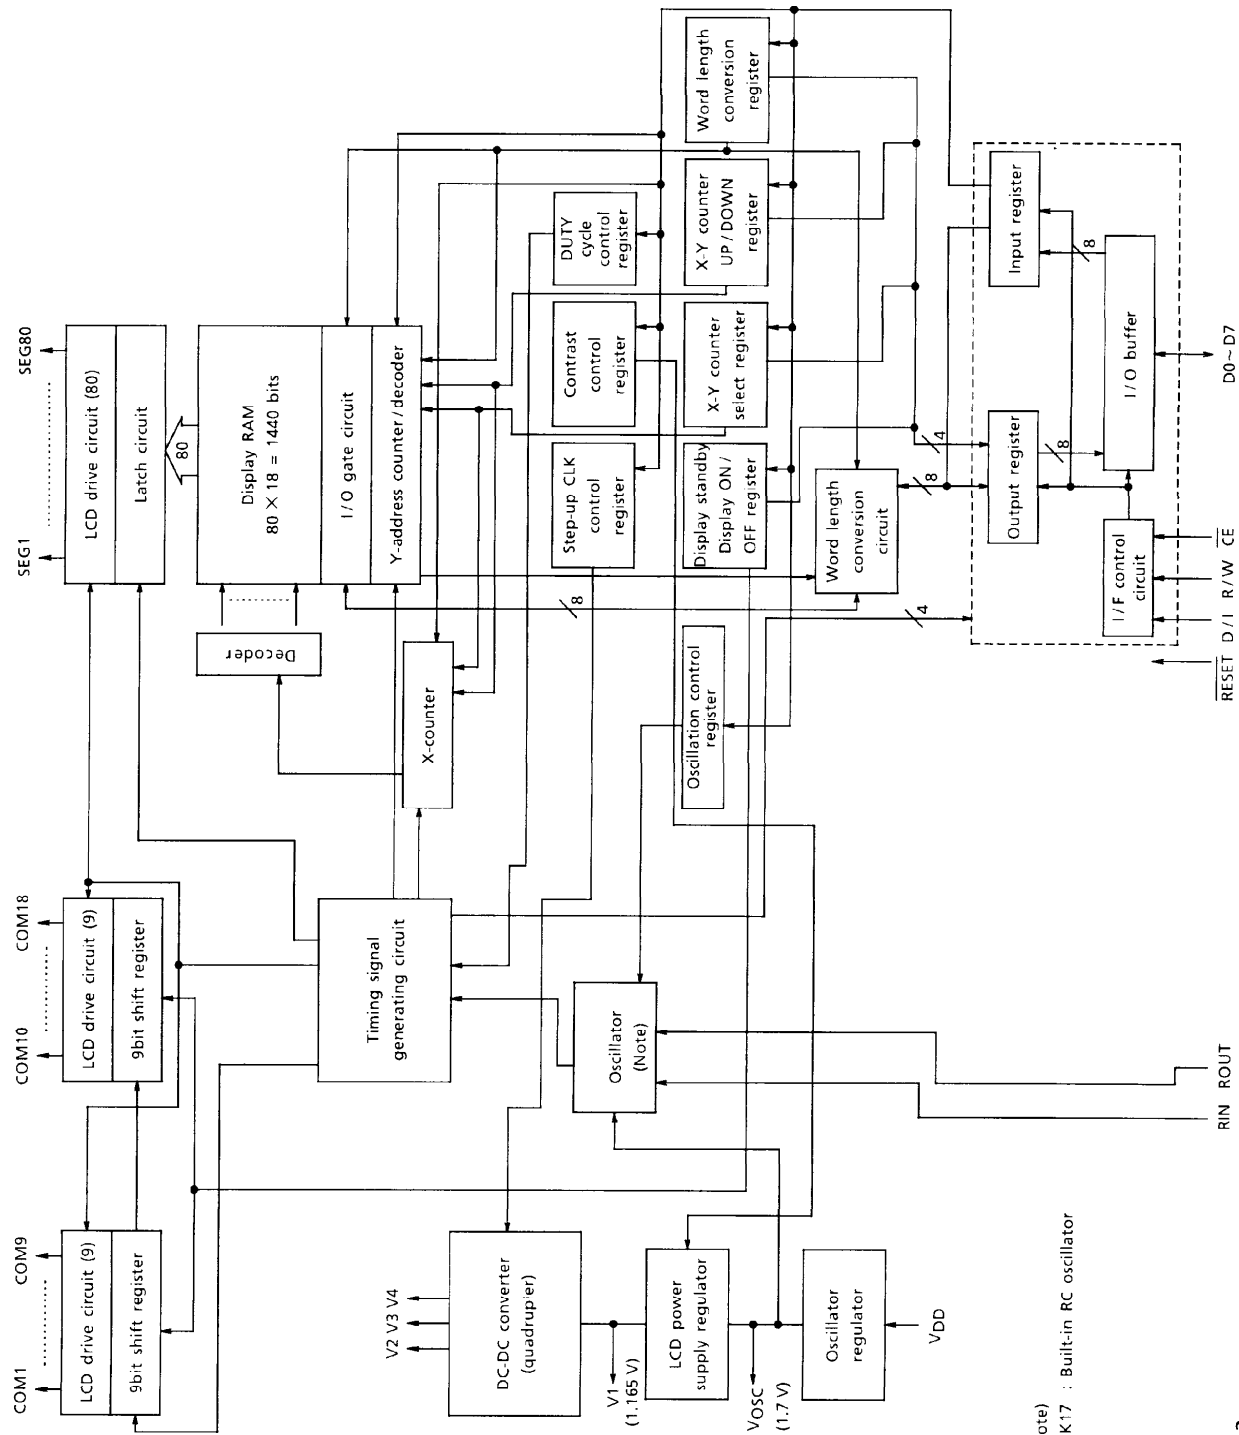 COM1
COM9
COM10
COM18
SEG1
SEG80
LCD drive circuit (9)
9bit shift register
LCD drive circuit (9)
9bit shift register
LCD drive circuit (80)
Latch circuit
80
Display RAM
80 × 18 = 1440 bits
I/O gate circuit
Y-address counter/decoder
Decoder
X-counter
Timing signal
generating circuit
V2 V3 V4
DC-DC converter
(quadrupler)
V1
(1.165 V)
LCD power
supply regulator
VOSC
(1.7 V)
Oscillator
regulator
VDD
Oscillator
(Note)
Step-up CLK
control
register
Contrast
control
register
DUTY
cycle
control
register
8
Oscillation control
register
Display standby
Display ON/
OFF register
X-Y counter
select register
X-Y counter
UP/DOWN
register
Word length
conversion
register
Word length
conversion
circuit
4
8
4
Output register
8
Input register
8
I/F control
circuit
I/O buffer
RIN
ROUT
RESET
D/I
R/W
CE
D0~D7
ote)
K17 : Built-in RC oscillator